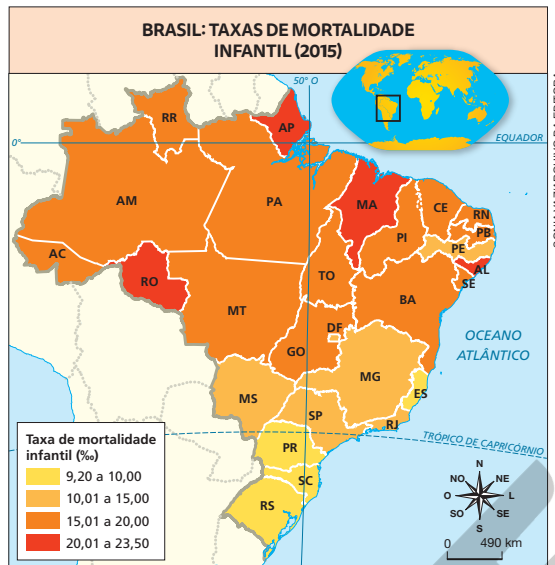 BRASIL: TAXAS DE MORTALIDADE
INFANTIL (2015)
50° O
EQUADOR
0°
RR
AP
AM
PA
MA
CE
RN
PB
PI
PE
AC
AL
SE
RO
TO
BA
MT
DF
GO
OCEANO
ATLÂNTICO
MG
MS
ES
SP
RJ
TRÓPICO DE CAPRICÓRNIO
PR
SC
RS
Taxa de mortalidade
infantil (‰)
9,20 a 10,00
10,01 a 15,00
15,01 a 20,00
20,01 a 23,50
N
NO NE
O L
SO SE
S
0 490 km